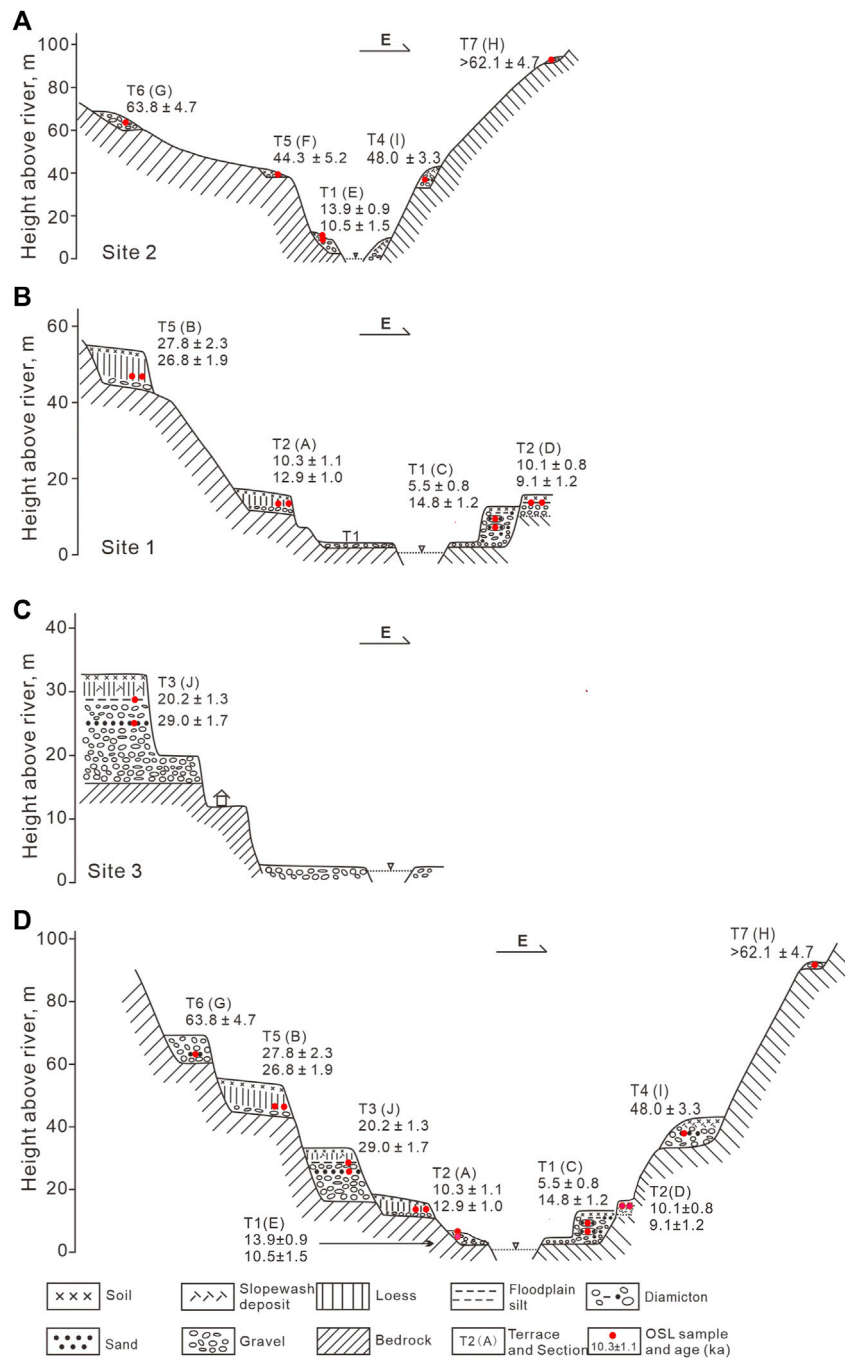 A
Height above river, m
100
80
60
40
20
0
E
T6 (G)
63.8 ± 4.7
T5 (F)
44.3 ± 5.2
T1 (E)
13.9 ± 0.9
10.5 ± 1.5
T4 (I)
48.0 ± 3.3
T7 (H)
>62.1 ± 4.7
Site 2
B
Height above river, m
60
40
20
0
E
T5 (B)
27.8 ± 2.3
26.8 ± 1.9
T2 (A)
10.3 ± 1.1
12.9 ± 1.0
T1 (C)
5.5 ± 0.8
14.8 ± 1.2
T2 (D)
10.1 ± 0.8
9.1 ± 1.2
T1
Site 1
C
Height above river, m
40
30
20
10
0
E
T3 (J)
20.2 ± 1.3
29.0 ± 1.7
Site 3
D
Height above river, m
100
80
60
40
20
0
E
T7 (H)
>62.1 ± 4.7
T6 (G)
63.8 ± 4.7
T5 (B)
27.8 ± 2.3
26.8 ± 1.9
T3 (J)
20.2 ± 1.3
29.0 ± 1.7
T2 (A)
10.3 ± 1.1
12.9 ± 1.0
T1 (E)
13.9±0.9
10.5±1.5
T1 (C)
5.5 ± 0.8
14.8 ± 1.2
T4 (I)
48.0 ± 3.3
T2 (D)
10.1±0.8
9.1±1.2
Soil
Slopewash
deposit
Loess
Floodplain
silt
Diamicton
Sand
Gravel
Bedrock
T2 (A)
Terrace
and Section
10.3±1.1
OSL sample
and age (ka)